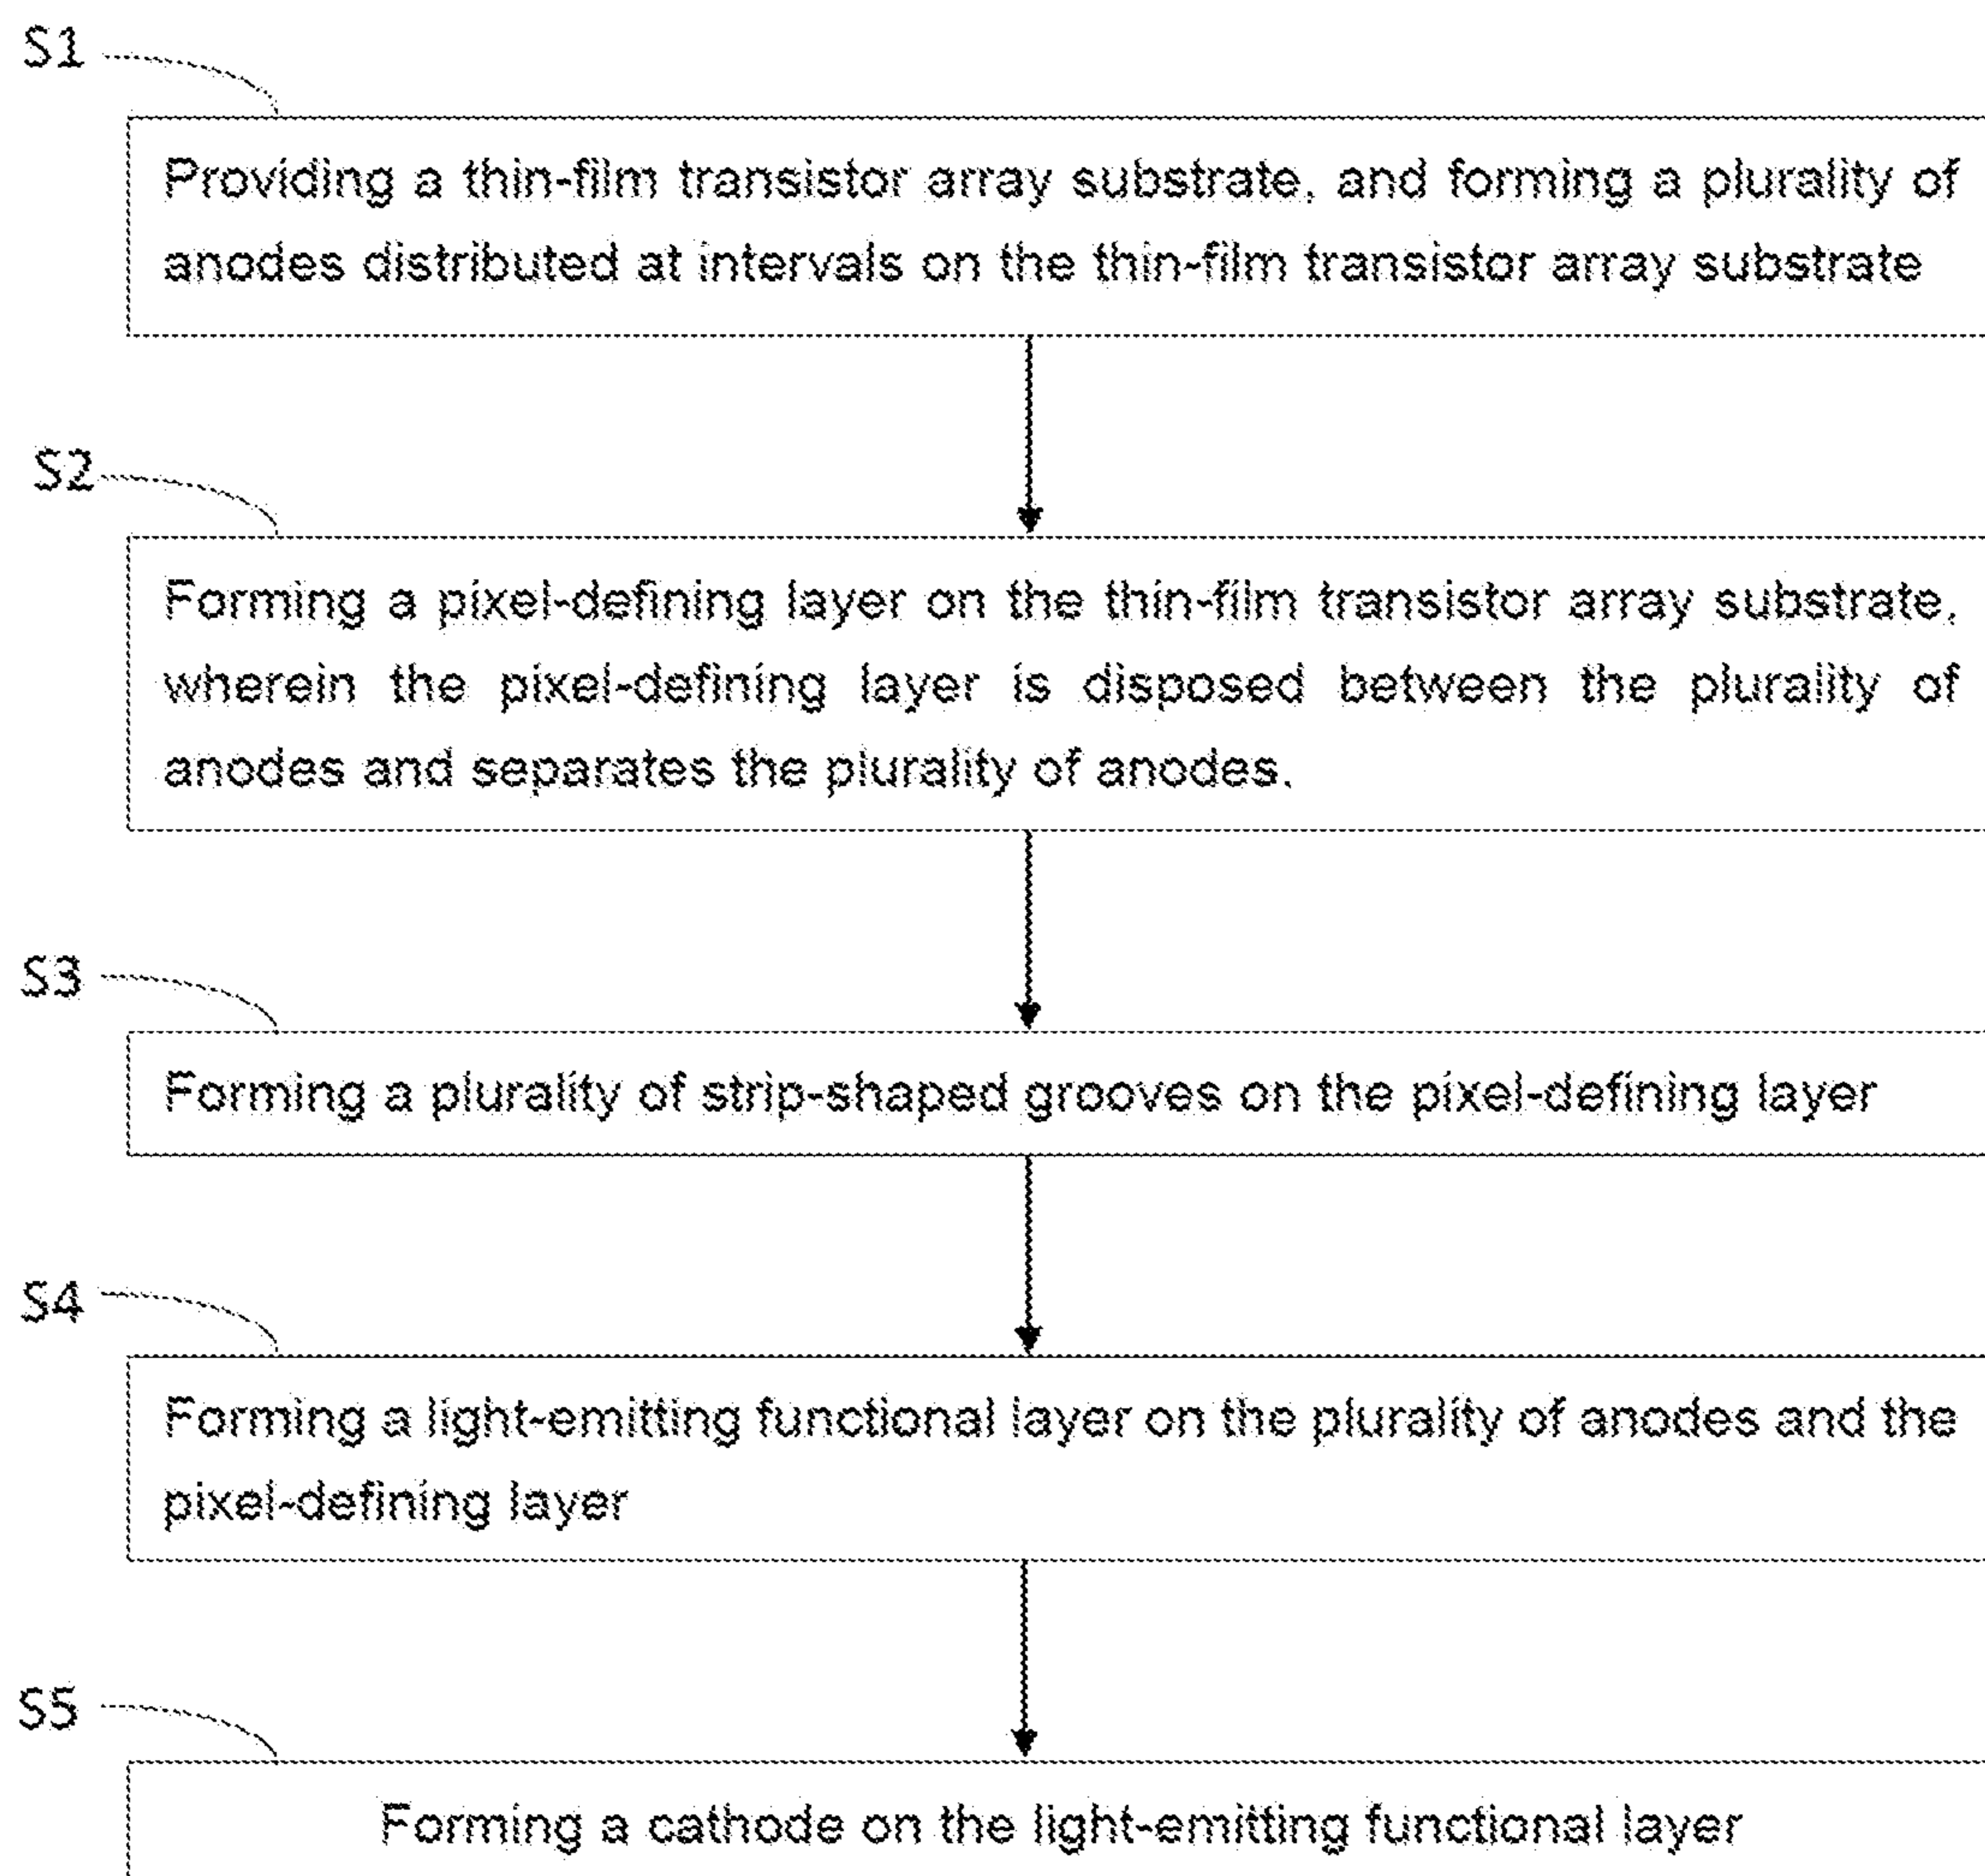 S1
Providing a thin-film transistor array substrate, and forming a plurality of
anodes distributed at intervals on the thin-film transistor array substrate
S2
Forming a pixel-defining layer on the thin-film transistor array substrate,
wherein the pixel-defining layer is disposed between the plurality of
anodes and separates the plurality of anodes.
S3
Forming a plurality of strip-shaped grooves on the pixel-defining layer
S4
Forming a light-emitting functional layer on the plurality of anodes and the
pixel-defining layer
S5
Forming a cathode on the light-emitting functional layer